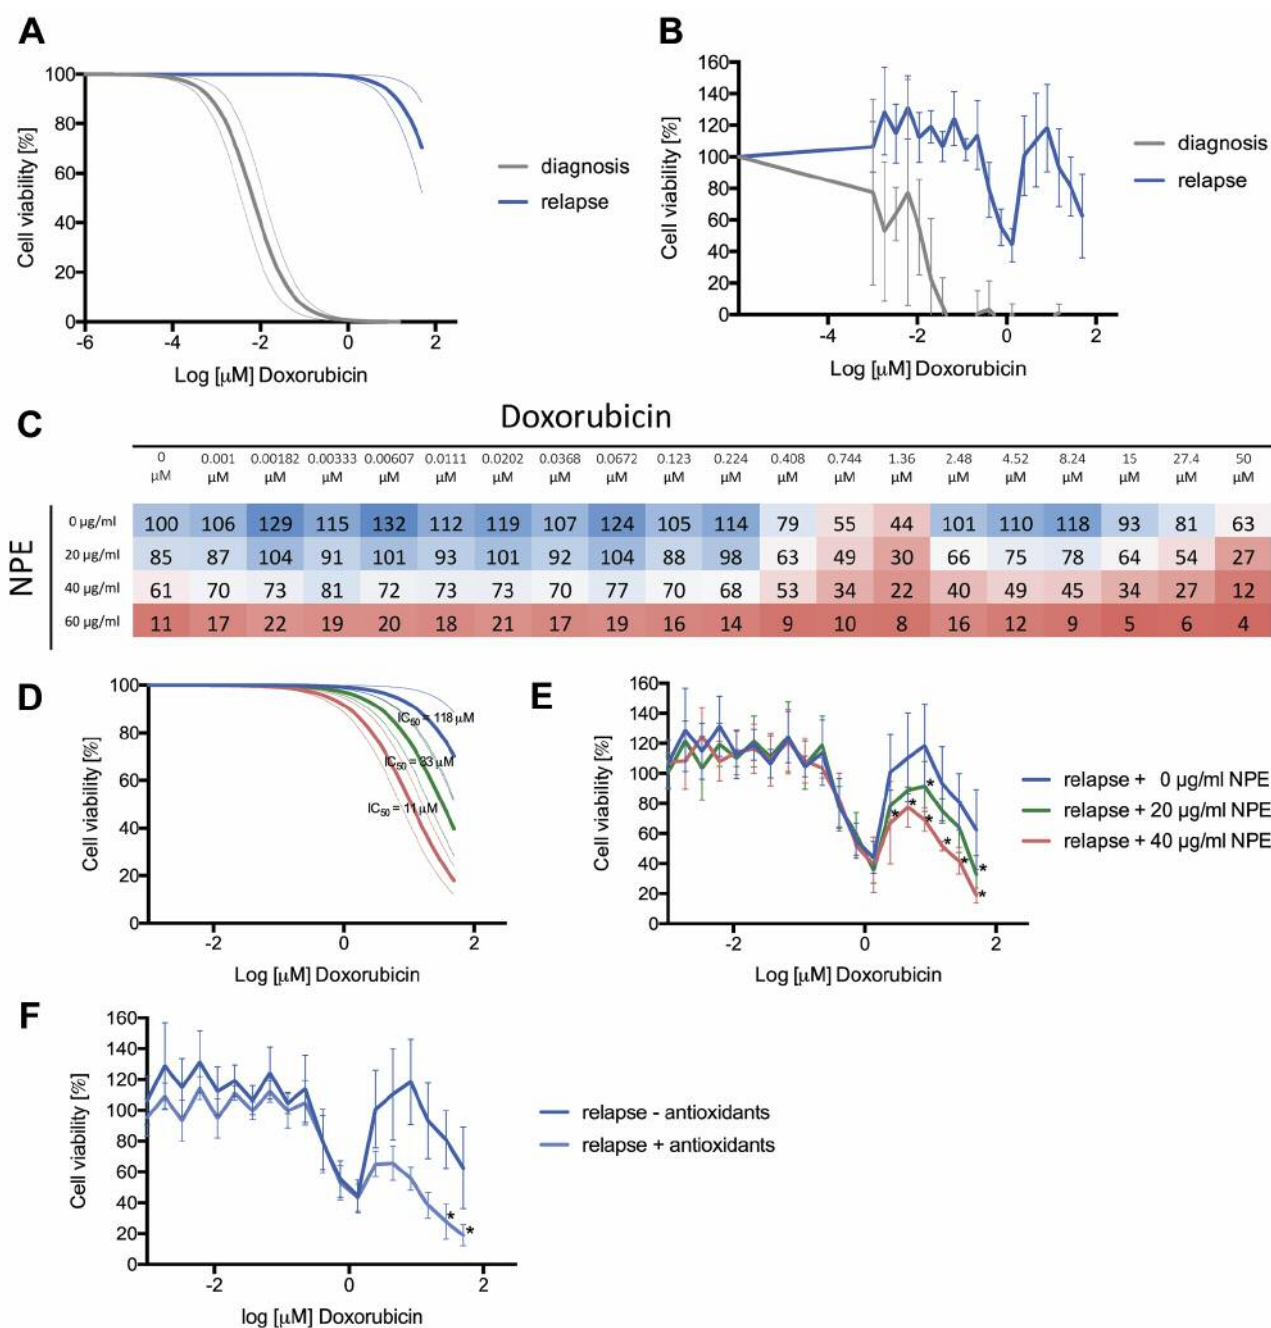 A
100
80
60
40
20
0
Cell viability [%]
-6 -4 -2 0 2
Log [μM] Doxorubicin
diagnosis
relapse
B
160
140
120
100
80
60
40
20
0
Cell viability [%]
-4 -2 0 2
Log [μM] Doxorubicin
diagnosis
relapse
C
Doxorubicin
0 0.001 0.00182 0.00333 0.00607 0.0111 0.0202 0.0368 0.0672 0.123 0.224 0.408 0.744 1.36 2.48 4.52 8.24 15 27.4 50
μM μM μM μM μM μM μM μM μM μM μM μM μM μM μM μM μM μM μM μM
NPE
0 μg/ml 100 106 129 115 132 112 119 107 124 105 114 79 55 44 101 110 118 93 81 63
20 μg/ml 85 87 104 91 101 93 101 92 104 88 98 63 49 30 66 75 78 64 54 27
40 μg/ml 61 70 73 81 72 73 73 70 77 70 68 53 34 22 40 49 45 34 27 12
60 μg/ml 11 17 22 19 20 18 21 17 19 16 14 9 10 8 16 12 9 5 6 4
D
100
80
60
40
20
0
Cell viability [%]
IC50 = 118 μM
IC50 = 33 μM
IC50 = 11 μM
-2 0 2
Log [μM] Doxorubicin
E
160
140
120
100
80
60
40
20
0
Cell viability [%]
* * * * * * * *
-2 0 2
Log [μM] Doxorubicin
relapse + 0 μg/ml NPE
relapse + 20 μg/ml NPE
relapse + 40 μg/ml NPE
F
160
140
120
100
80
60
40
20
0
Cell viability [%]
* *
-2 0 2
log [μM] Doxorubicin
relapse - antioxidants
relapse + antioxidants